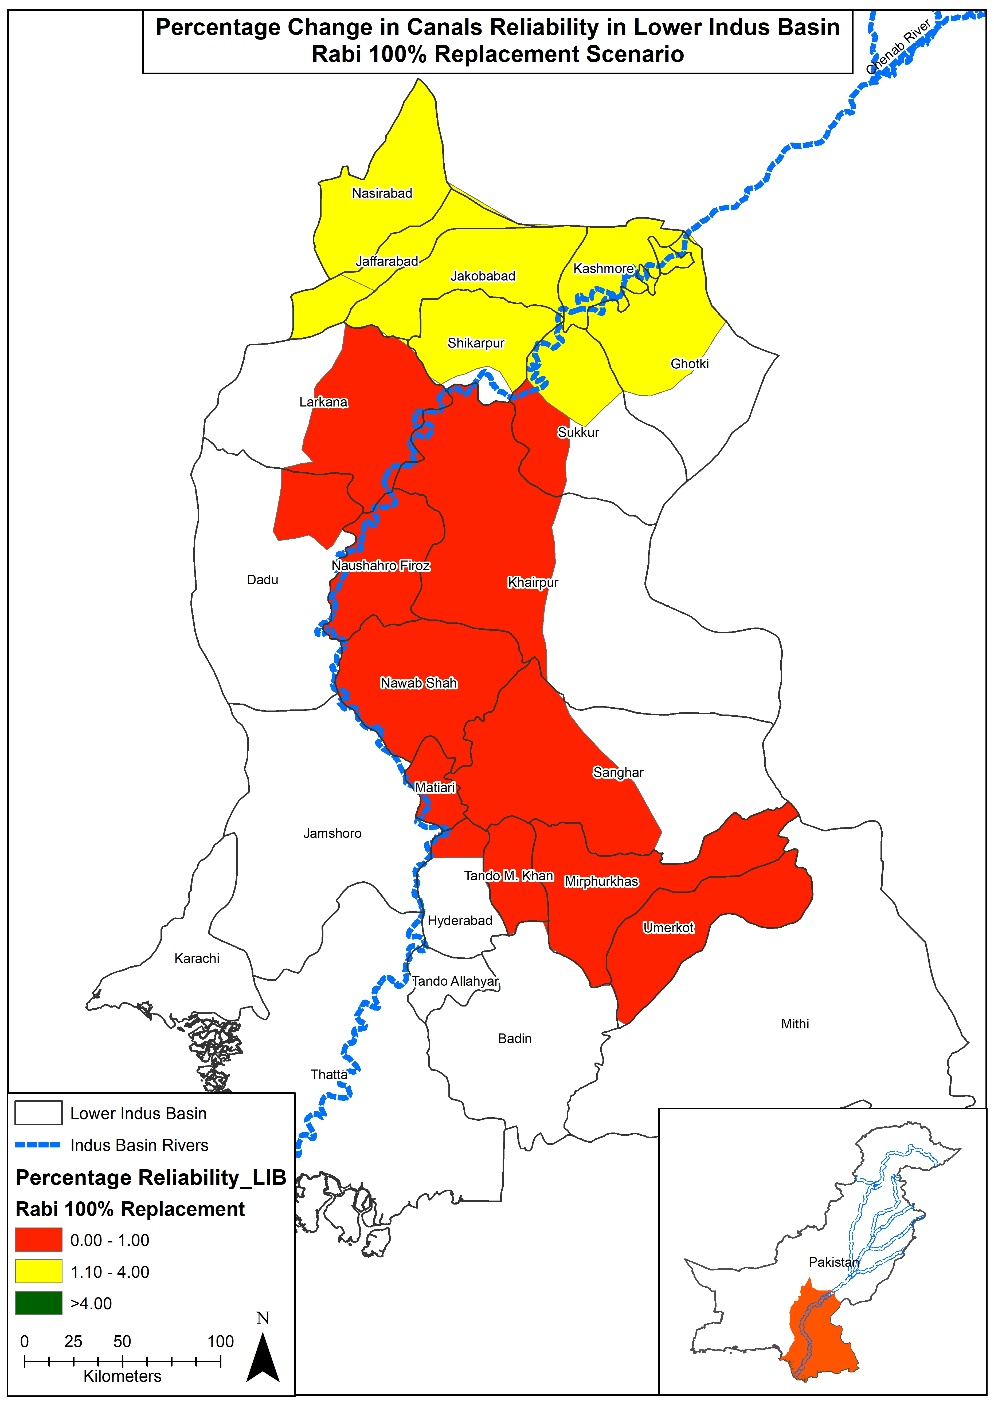 Percentage Change in Canals Reliability in Lower Indus Basin
Rabi 100% Replacement Scenario
Chenab River
Nasirabad
Jaffarabad
Jakobabad
Kashmore
Shikarpur
Ghotki
Larkana
Sukkur
Naushahro Firoz
Dadu
Khairpur
Nawab Shah
Sanghar
Matiari
Jamshoro
Tando M. Khan
Mirphurkhas
Hyderabad
Umerkot
Karachi
Tando Allahyar
Badin
Mithi
Thatta
Lower Indus Basin
Indus Basin Rivers
Percentage Reliability_LIB
Rabi 100% Replacement
0.00 - 1.00
1.10 - 4.00
>4.00
N
0 25 50 100
Kilometers
Pakistan